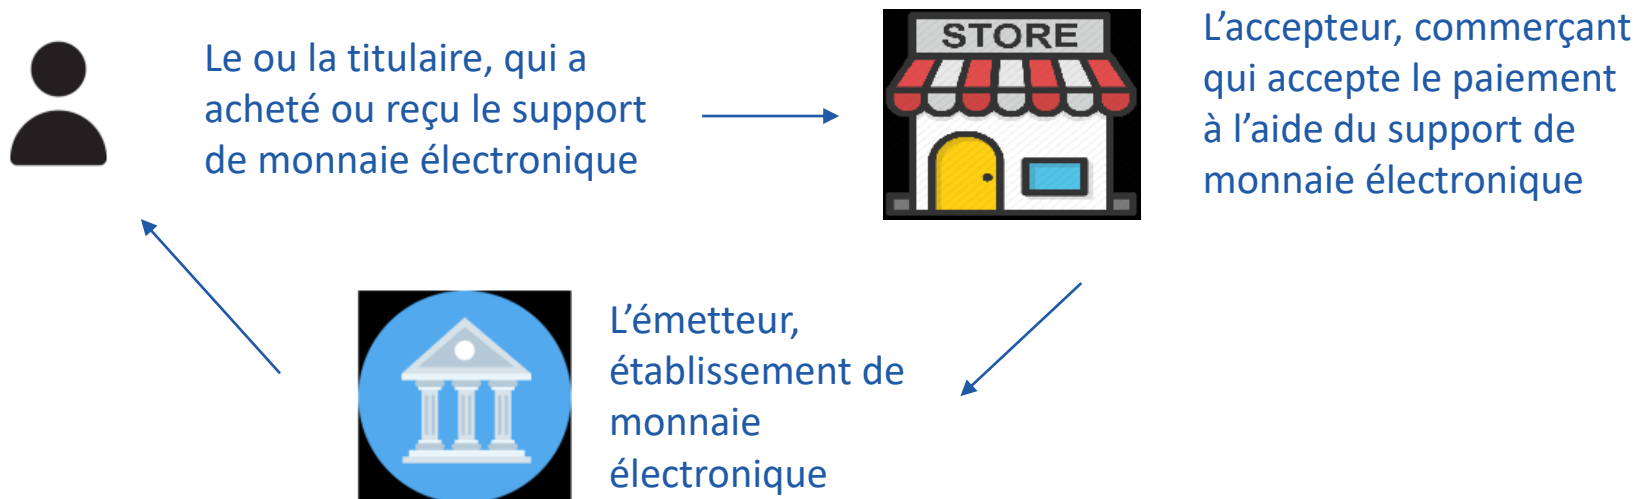 Le ou la titulaire, qui a
acheté ou reçu le support
de monnaie électronique
STORE
L’accepteur, commerçant
qui accepte le paiement
à l’aide du support de
monnaie électronique
L’émetteur,
établissement de
monnaie
électronique